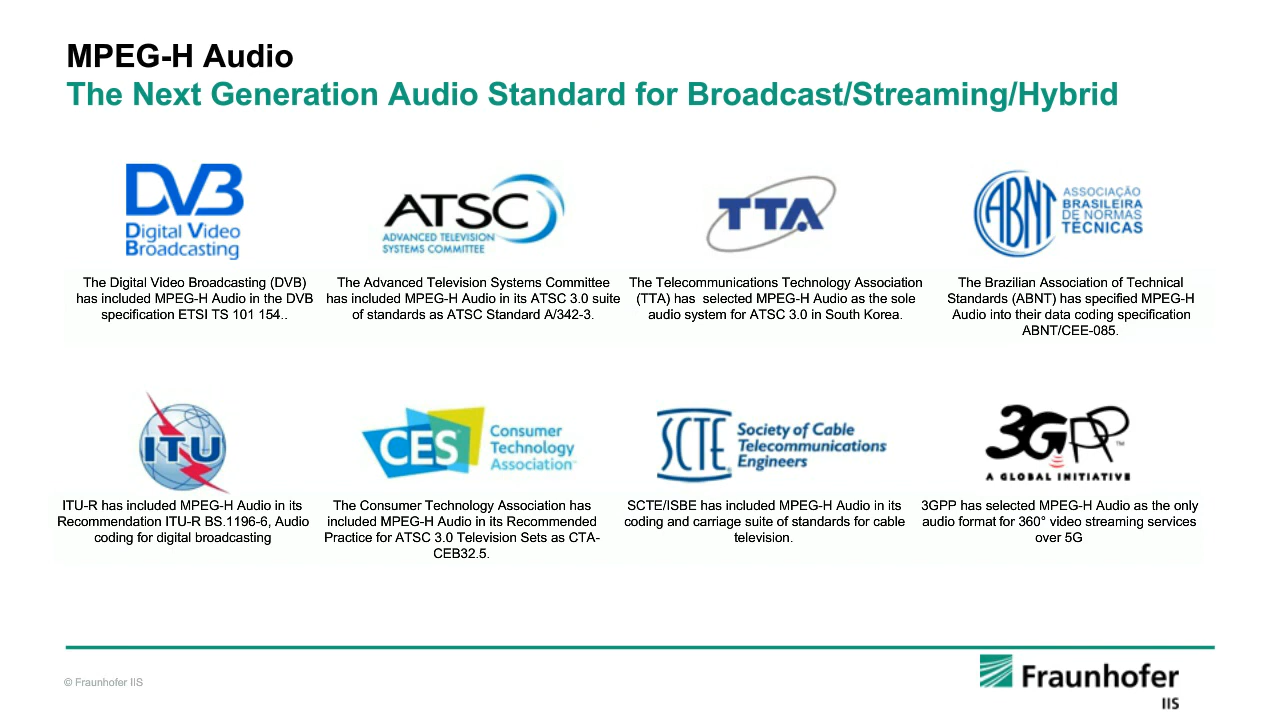 MPEG-H Audio
The Next Generation Audio Standard for Broadcast/Streaming/Hybrid
DVB
Digital Video
Broadcasting
The Digital Video Broadcasting (DVB)
has included MPEG-H Audio in the DVB
specification ETSI TS 101 154..
ATSC
ADVANCED TELEVISION
SYSTEMS COMMITTEE
The Advanced Television Systems Committee
has included MPEG-H Audio in its ATSC 3.0 suite
of standards as ATSC Standard A/342-3.
TTA
The Telecommunications Technology Association
(TTA) has  selected MPEG-H Audio as the sole
audio system for ATSC 3.0 in South Korea.
ABNT
ASSOCIAÇÃO
BRASILEIRA
DE NORMAS
TÉCNICAS
The Brazilian Association of Technical
Standards (ABNT) has specified MPEG-H
Audio into their data coding specification
ABNT/CEE-085.
ITU
ITU-R has included MPEG-H Audio in its
Recommendation ITU-R BS.1196-6, Audio
coding for digital broadcasting
CES
Consumer
Technology
Association™
The Consumer Technology Association has
included MPEG-H Audio in its Recommended
Practice for ATSC 3.0 Television Sets as CTA-
CEB32.5.
SCTE
Society of Cable
Telecommunications
Engineers
SCTE/ISBE has included MPEG-H Audio in its
coding and carriage suite of standards for cable
television.
3GPP™
A GLOBAL INITIATIVE
3GPP has selected MPEG-H Audio as the only
audio format for 360° video streaming services
over 5G
© Fraunhofer IIS
Fraunhofer
IIS